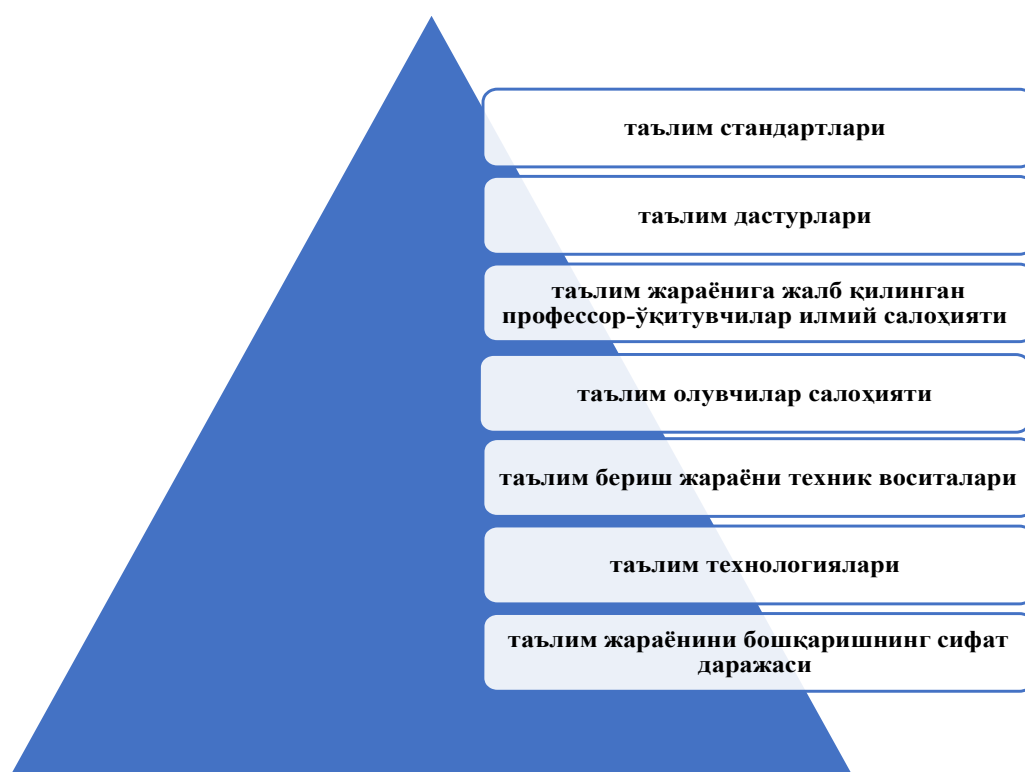 таълим стандартлари
таълим дастурлари
таълим жараёнига жалб қилинган
профессор-ўқитувчилар илмий салоҳияти
таълим олувчилар салоҳияти
таълим бериш жараёни техник воситалари
таълим технологиялари
таълим жараёнини бошқаришнинг сифат
даражаси